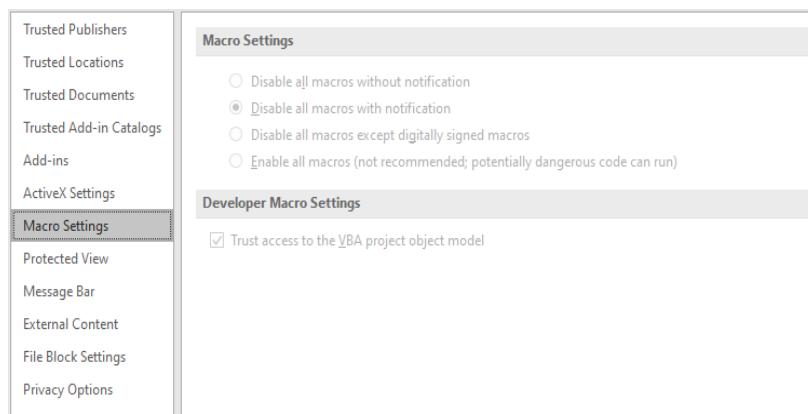 Trusted Publishers
Trusted Locations
Trusted Documents
Trusted Add-in Catalogs
Add-ins
ActiveX Settings
Macro Settings
Protected View
Message Bar
External Content
File Block Settings
Privacy Options
Macro Settings
Disable all macros without notification
Disable all macros with notification
Disable all macros except digitally signed macros
Enable all macros (not recommended; potentially dangerous code can run)
Developer Macro Settings
Trust access to the VBA project object model